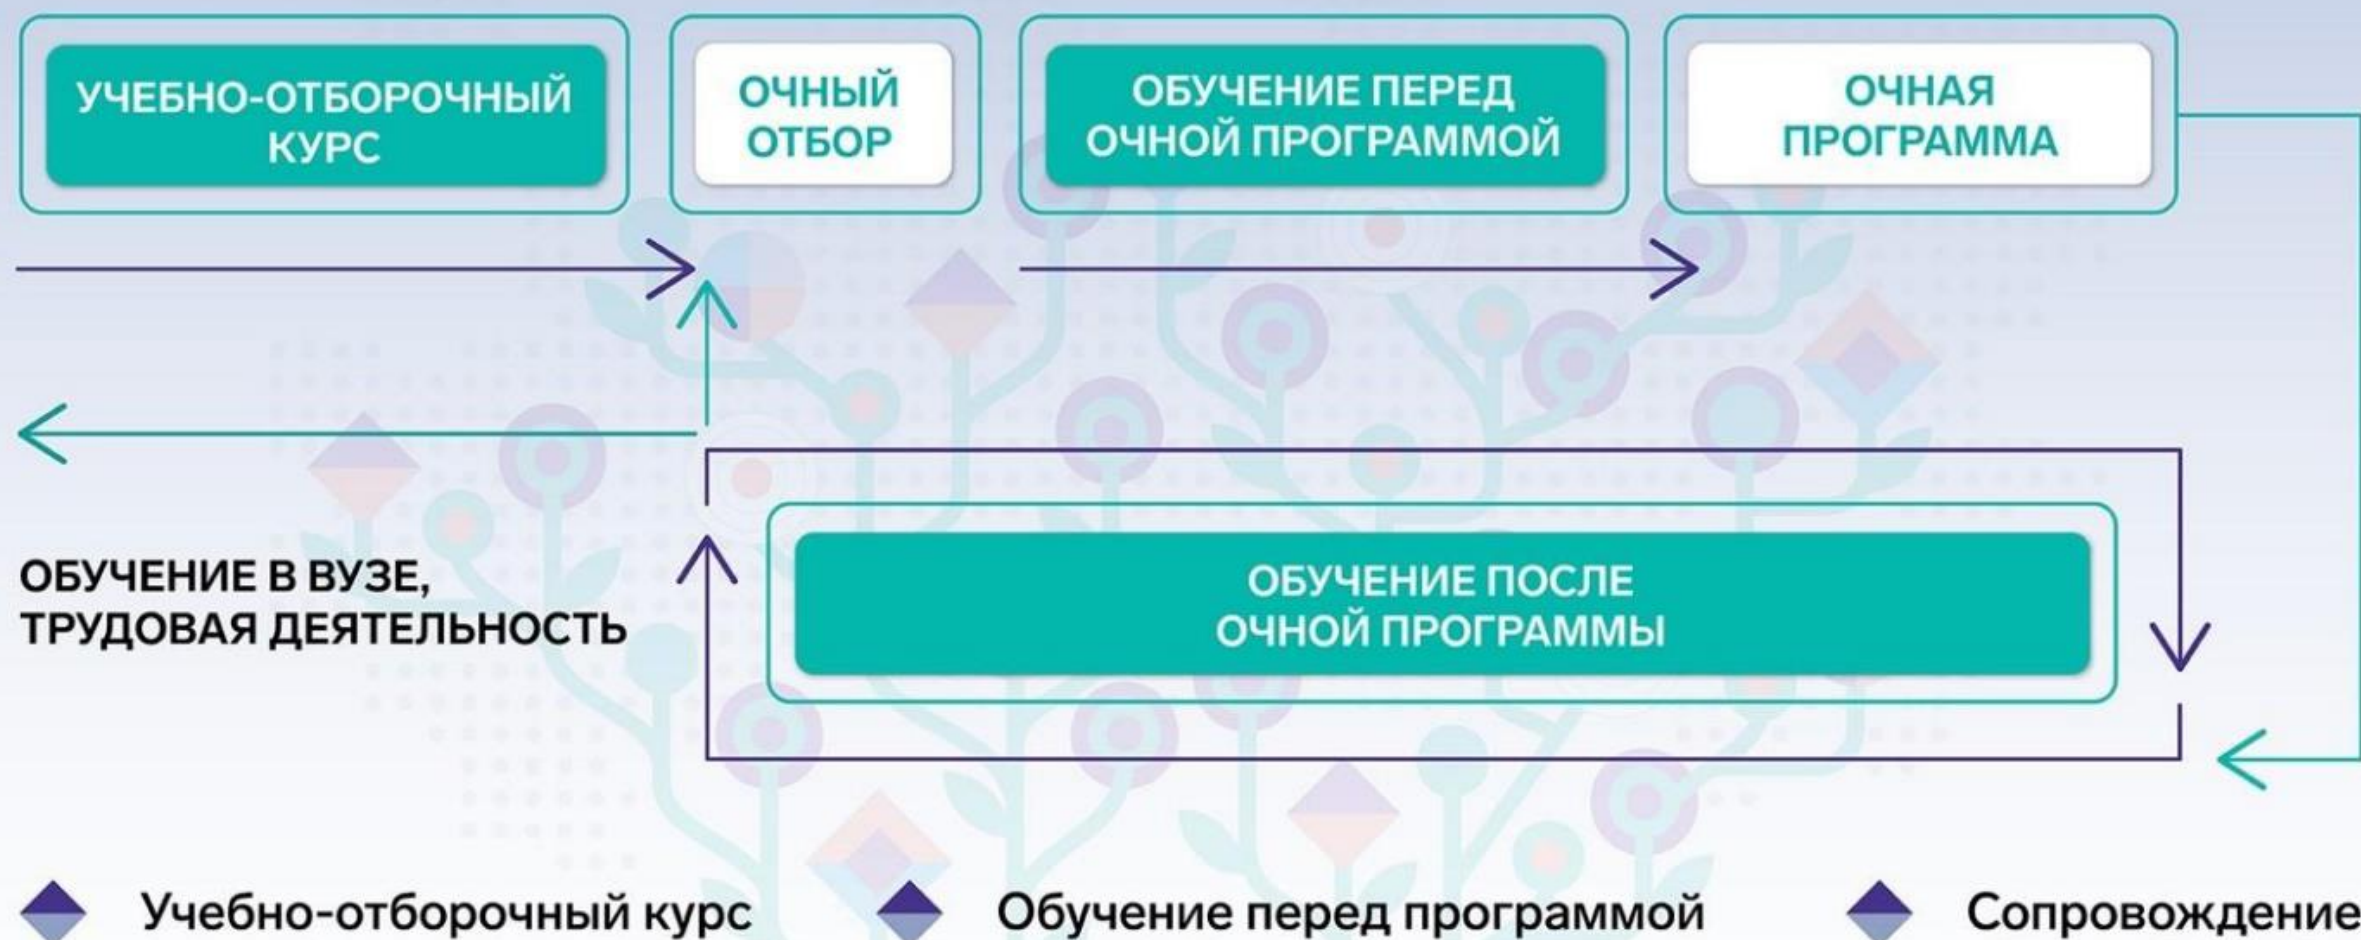 УЧЕБНО-ОТБОРОЧНЫЙ
КУРС
ОЧНЫЙ
ОТБОР
ОБУЧЕНИЕ ПЕРЕД
ОЧНОЙ ПРОГРАММОЙ
ОЧНАЯ
ПРОГРАММА
ОБУЧЕНИЕ В ВУЗЕ,
ТРУДОВАЯ ДЕЯТЕЛЬНОСТЬ
ОБУЧЕНИЕ ПОСЛЕ
ОЧНОЙ ПРОГРАММЫ
Учебно-отборочный курс
Обучение перед программой
Сопровождение